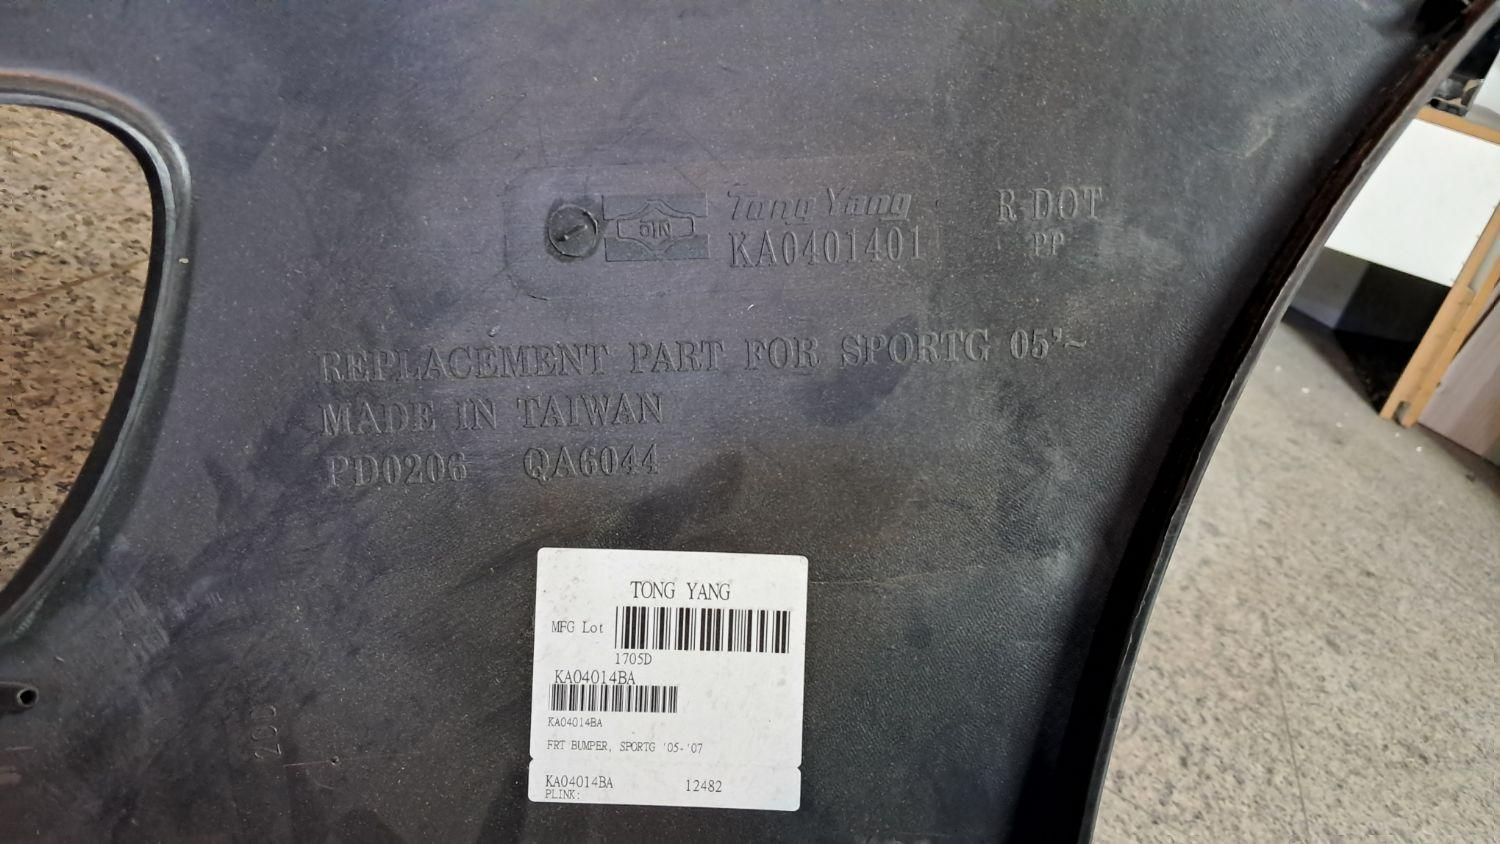 Tong Yang
KA0401401
R-DOT
PP
REPLACEMENT PART FOR SPORTG 05'~
MADE IN TAIWAN
PD0206 QA6044
TONG YANG
MFG Lot
1705D
KA04014BA
KA04014BA
FRT BUMPER, SPORTG '05-'07
KA04014BA 12482
PLINK: